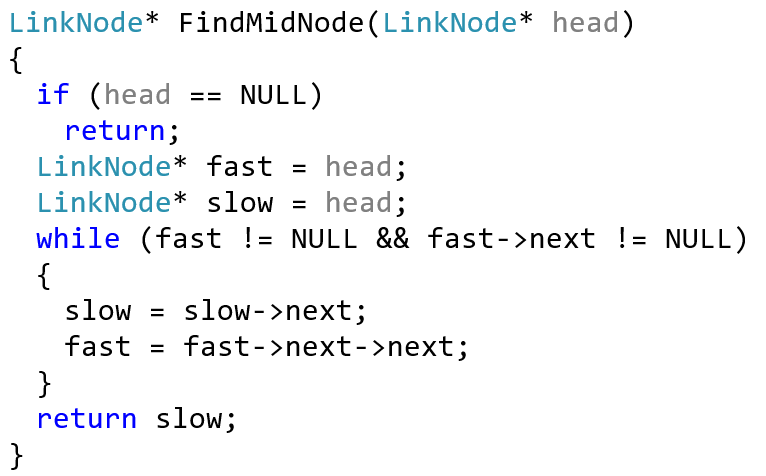 LinkNode* FindMidNode(LinkNode* head)
{
if (head == NULL)
return;
LinkNode* fast = head;
LinkNode* slow = head;
while (fast != NULL && fast->next != NULL)
{
slow = slow->next;
fast = fast->next->next;
}
return slow;
}